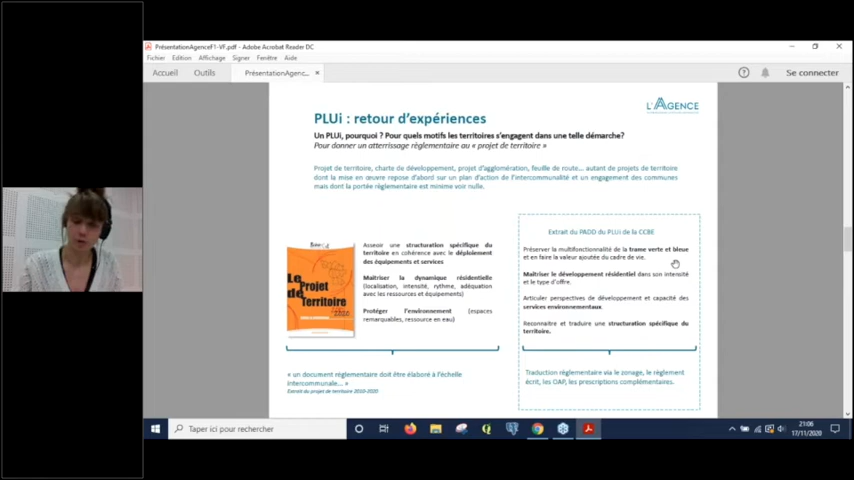 PrésentationAgenceF1-VF.pdf - Adobe Acrobat Reader DC
Fichier Edition Affichage Signer Fenêtre Aide
Accueil Outils PrésentationAgenc... × Se connecter
L'AGENCE
PLUi : retour d'expériences
Un PLUi, pourquoi ? Pour quels motifs les territoires s'engagent dans une telle démarche?
Pour donner un atterrissage règlementaire au « projet de territoire »
Projet de territoire, charte de développement, projet d'agglomération, feuille de route... autant de projets de territoire
dont la mise en œuvre repose d'abord sur un plan d'action de l'intercommunalité et un engagement des communes
mais dont la portée règlementaire est minime voir nulle.
Le
Projet
de
Territoire
2020
Asseoir une structuration spécifique du
territoire en cohérence avec le déploiement
des équipements et services
Maitriser la dynamique résidentielle
(localisation, intensité, rythme, adéquation
avec les ressources et équipements)
Protéger l'environnement (espaces
remarquables, ressource en eau)
« un document règlementaire doit être élaboré à l'échelle
intercommunale... »
Extrait du projet de territoire 2010-2020
Extrait du PADD du PLUi de la CCBE
Préserver la multifonctionnalité de la trame verte et bleue
et en faire la valeur ajoutée du cadre de vie.
Maitriser le développement résidentiel dans son intensité
et le type d'offre.
Articuler perspectives de développement et capacité des
services environnementaux.
Reconnaitre et traduire une structuration spécifique du
territoire.
Traduction règlementaire via le zonage, le règlement
écrit, les OAP, les prescriptions complémentaires.
Taper ici pour rechercher
21:06
17/11/2020